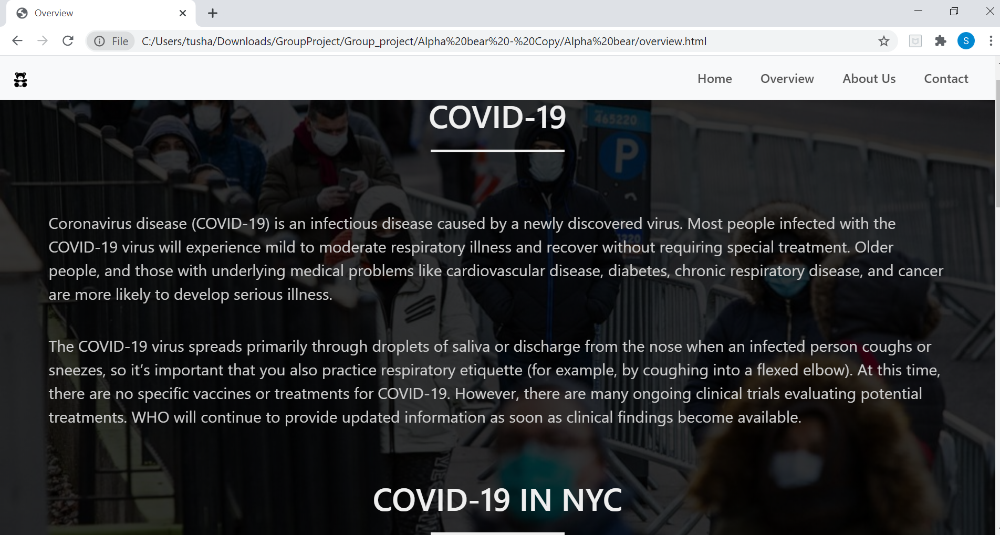 Overview
File
C:/Users/tusha/Downloads/GroupProject/Group_project/Alpha%20bear%20-%20Copy/Alpha%20bear/overview.html
S
Home
Overview
About Us
Contact
465220
P
COVID-19
Coronavirus disease (COVID-19) is an infectious disease caused by a newly discovered virus. Most people infected with the
COVID-19 virus will experience mild to moderate respiratory illness and recover without requiring special treatment. Older
people, and those with underlying medical problems like cardiovascular disease, diabetes, chronic respiratory disease, and cancer
are more likely to develop serious illness.
The COVID-19 virus spreads primarily through droplets of saliva or discharge from the nose when an infected person coughs or
sneezes, so it’s important that you also practice respiratory etiquette (for example, by coughing into a flexed elbow). At this time,
there are no specific vaccines or treatments for COVID-19. However, there are many ongoing clinical trials evaluating potential
treatments. WHO will continue to provide updated information as soon as clinical findings become available.
COVID-19 IN NYC